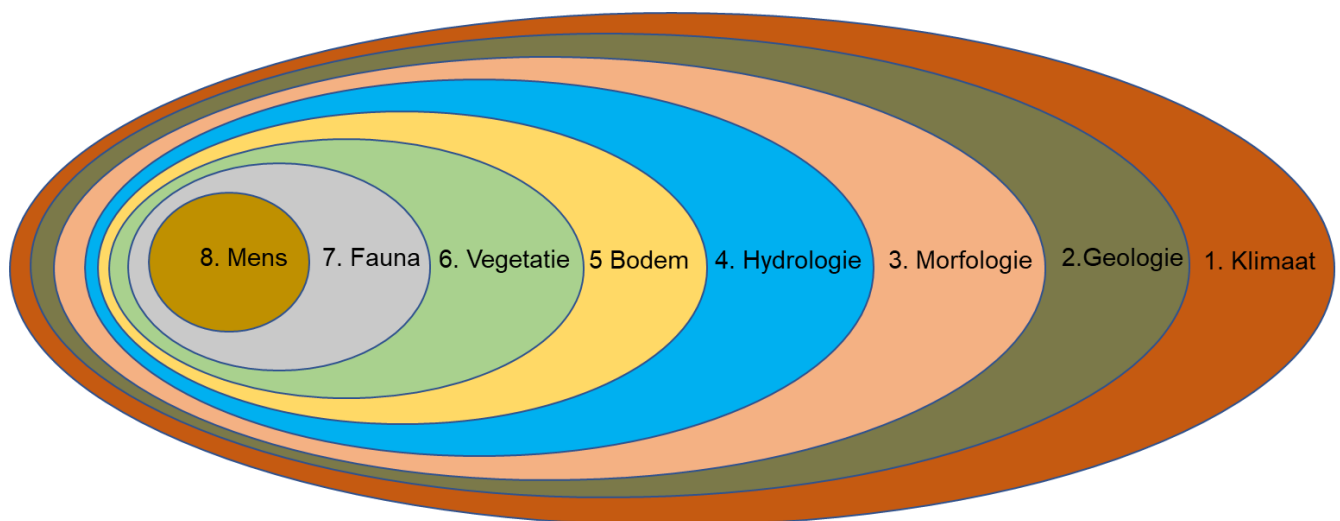 8. Mens
7. Fauna
6. Vegetatie
5 Bodem
4. Hydrologie
3. Morfologie
2.Geologie
1. Klimaat